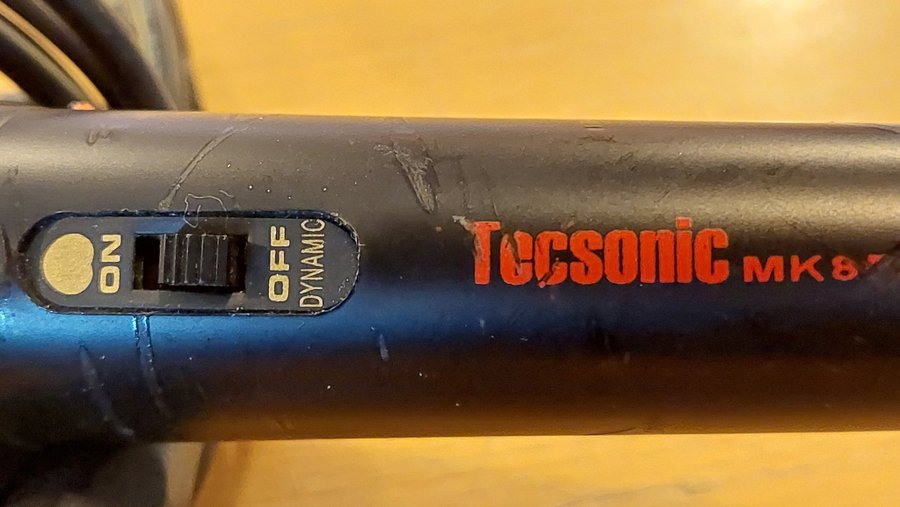 ON
OFF
DYNAMIC
Tecsonic MK8